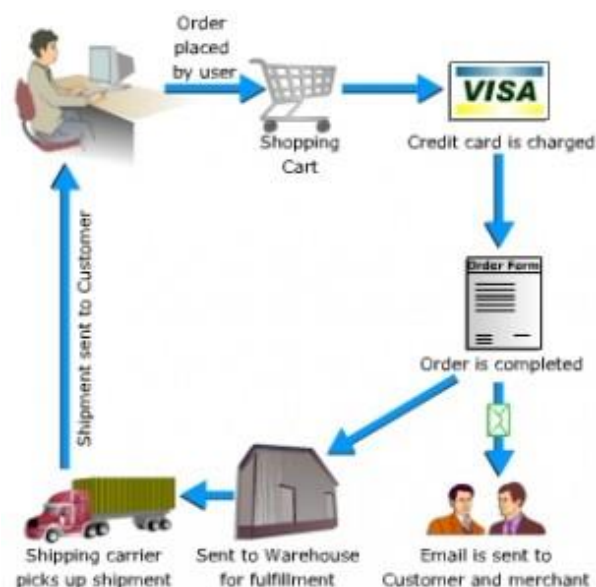 Order
placed
by user
Shopping
Cart
VISA
Credit card is charged
Order Form
Order is completed
Shipment sent to Customer
Shipping carrier
picks up shipment
Sent to Warehouse
for fulfillment
Email is sent to
Customer and merchant